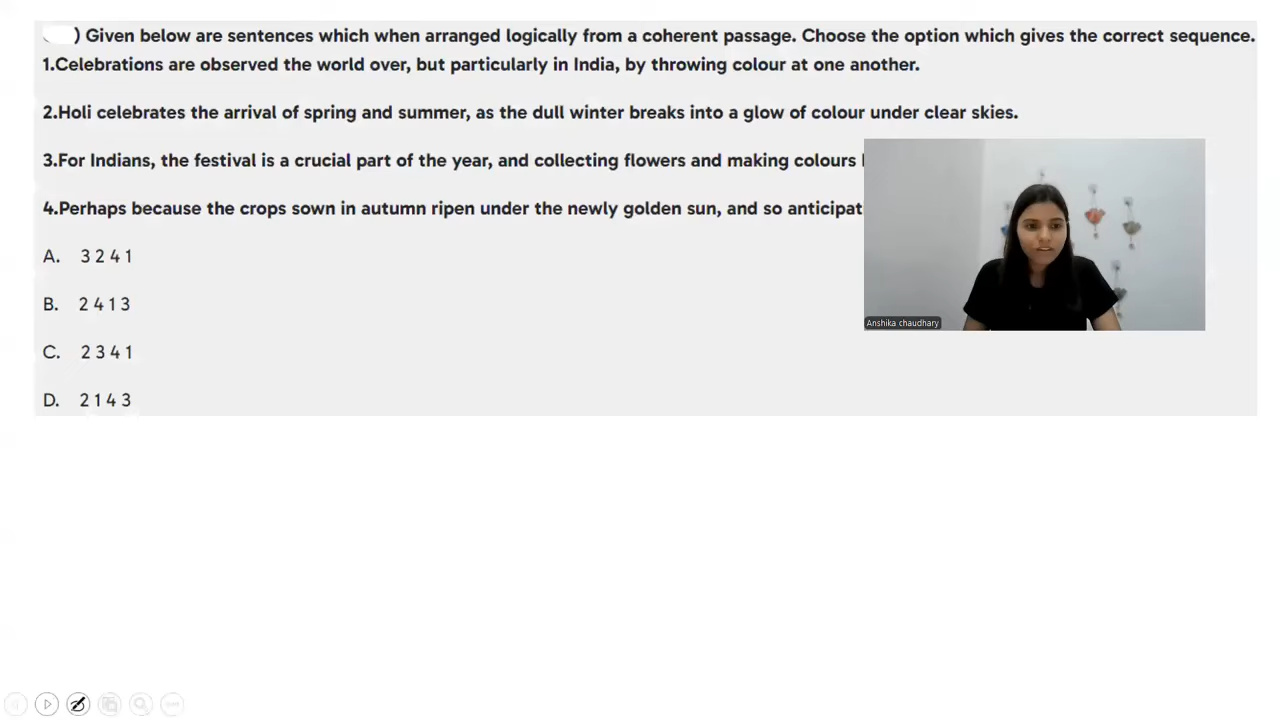 ) Given below are sentences which when arranged logically from a coherent passage. Choose the option which gives the correct sequence.
1.Celebrations are observed the world over, but particularly in India, by throwing colour at one another.
2.Holi celebrates the arrival of spring and summer, as the dull winter breaks into a glow of colour under clear skies.
3.For Indians, the festival is a crucial part of the year, and collecting flowers and making colours
4.Perhaps because the crops sown in autumn ripen under the newly golden sun, and so
A. 3 2 4 1
B. 2 4 1 3
C. 2 3 4 1
D. 2 1 4 3
Anshika chaudhary